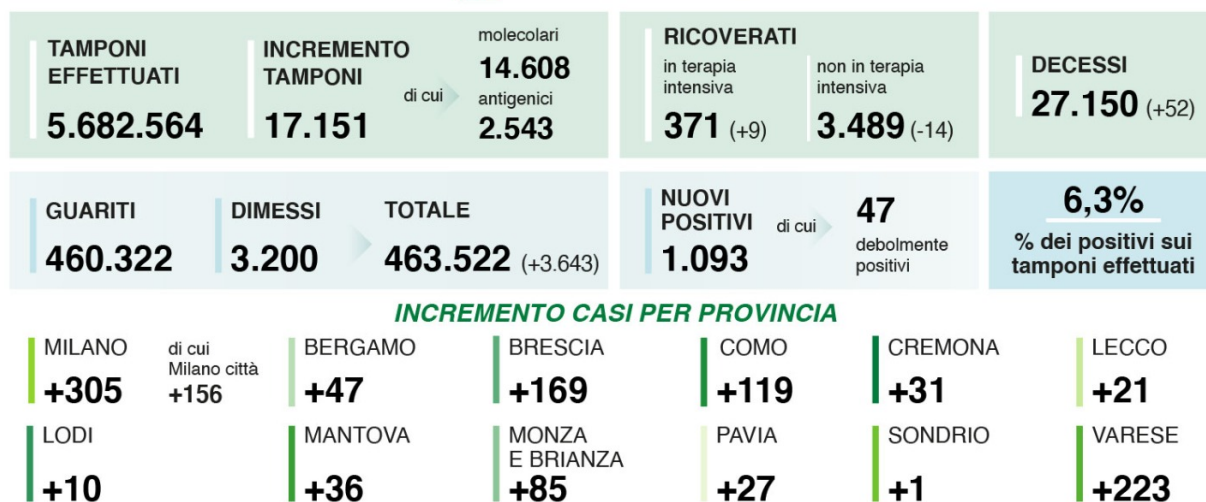 TAMPONI
EFFETTUATI
5.682.564
INCREMENTO
TAMPONI
17.151
di cui
molecolari
14.608
antigenici
2.543
RICOVERATI
in terapia
intensiva
371 (+9)
non in terapia
intensiva
3.489 (-14)
DECESSI
27.150 (+52)
GUARITI
460.322
DIMESSI
3.200
TOTALE
463.522 (+3.643)
NUOVI
POSITIVI
1.093
di cui
47
debolmente
positivi
6,3%
% dei positivi sui
tamponi effettuati
INCREMENTO CASI PER PROVINCIA
MILANO
+305
di cui
Milano città
+156
BERGAMO
+47
BRESCIA
+169
COMO
+119
CREMONA
+31
LECCO
+21
LODI
+10
MANTOVA
+36
MONZA
E BRIANZA
+85
PAVIA
+27
SONDRIO
+1
VARESE
+223